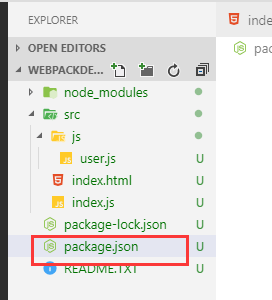 EXPLORER
inde
OPEN EDITORS
WEBPACKDE...
pack
node_modules
src
js
user.js U
index.html U
index.js U
package-lock.json U
package.json U
README.TXT U